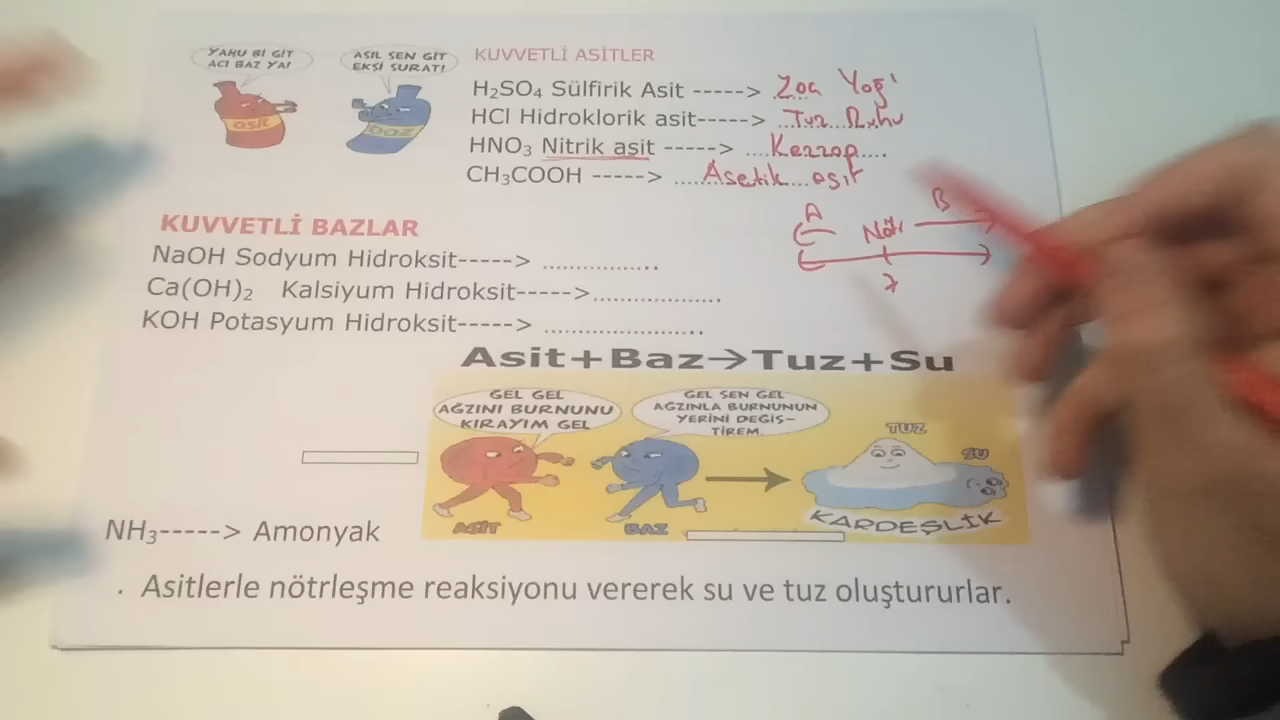 YAHU Bİ GİT
ACI BAZ YA!
ASIL SEN GİT
EKŞİ SURAT!
asit
baz
KUVVETLİ ASİTLER
H₂SO₄ Sülfirik Asit -----> Zaç Yağı
HCl Hidroklorik asit-----> ...Tuz...Ruhu
HNO₃ Nitrik asit -----> ....Kezzap....
CH₃COOH -----> ....Asetik...asit
A
Nötr
B
7
KUVVETLİ BAZLAR
NaOH Sodyum Hidroksit-----> ................
Ca(OH)₂ Kalsiyum Hidroksit----->..................
KOH Potasyum Hidroksit-----> ......................
Asit+Baz→Tuz+Su
GEL GEL
AĞZINI BURNUNU
KIRAYIM GEL
GEL SEN GEL
AĞZINLA BURNUNUN
YERİNİ DEĞİŞ-
TİREM.
TUZ
SU
ASİT
BAZ
KARDEŞLİK
NH₃-----> Amonyak
. Asitlerle nötrleşme reaksiyonu vererek su ve tuz oluştururlar.